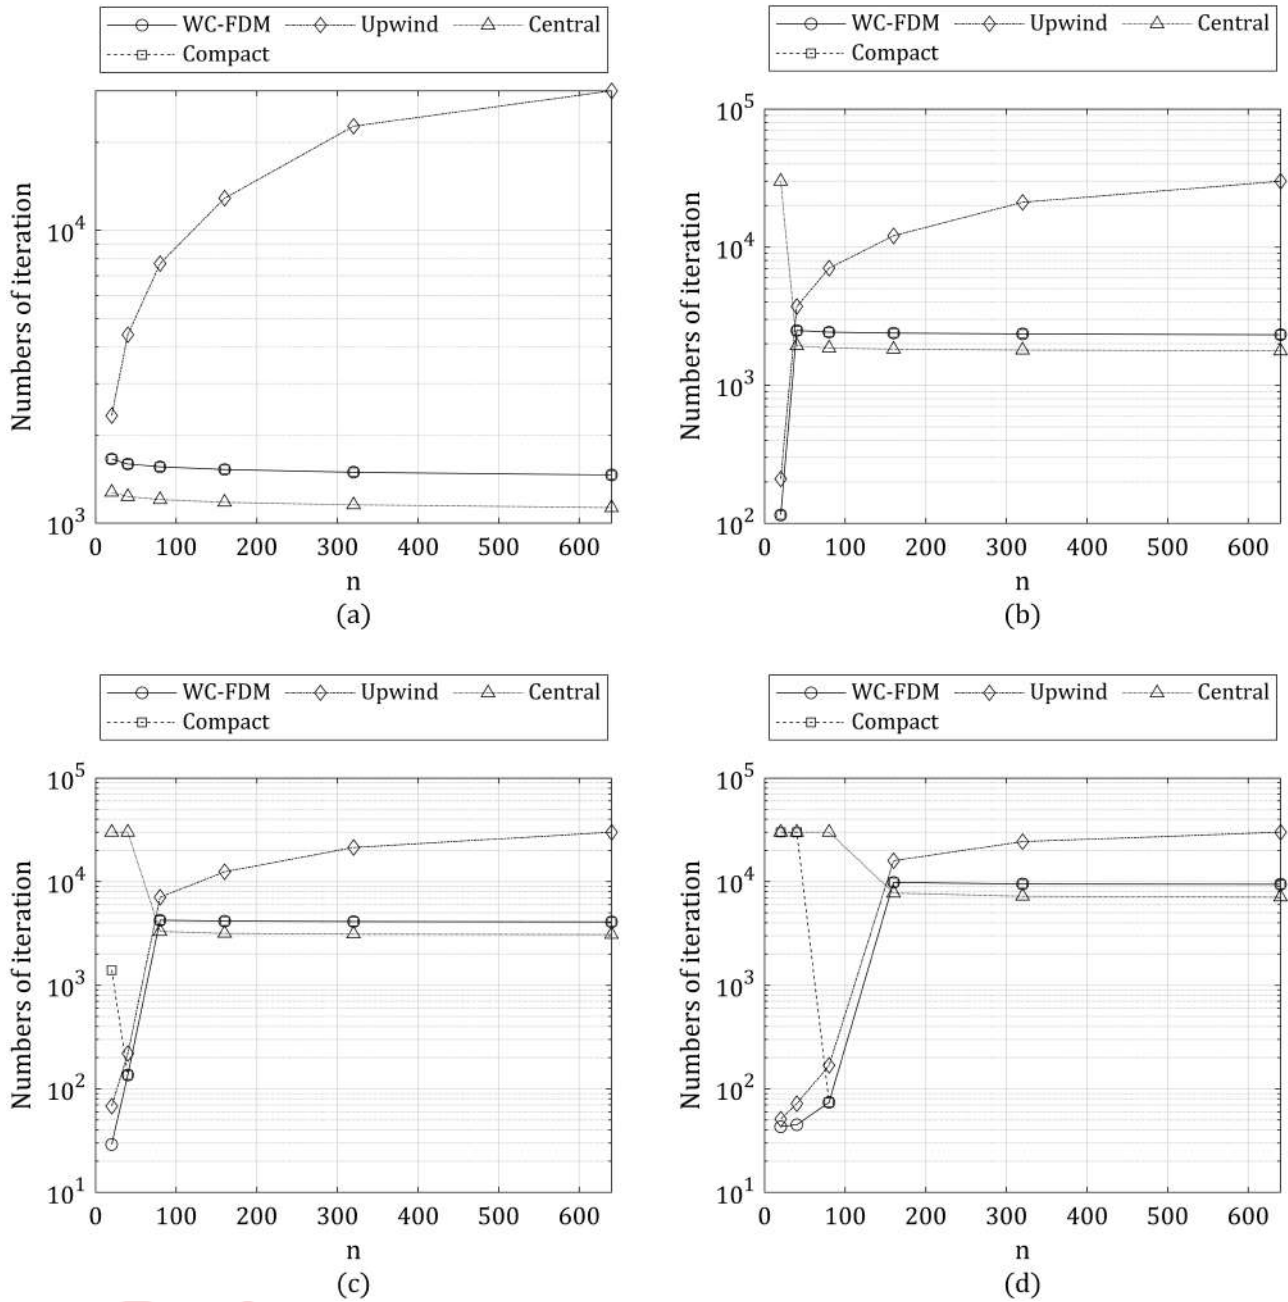 WC-FDM Upwind Central
Compact
Numbers of iteration
10^4
10^3
0 100 200 300 400 500 600
n
(a)
WC-FDM Upwind Central
Compact
Numbers of iteration
10^5
10^4
10^3
10^2
0 100 200 300 400 500 600
n
(b)
WC-FDM Upwind Central
Compact
Numbers of iteration
10^5
10^4
10^3
10^2
10^1
0 100 200 300 400 500 600
n
(c)
WC-FDM Upwind Central
Compact
Numbers of iteration
10^5
10^4
10^3
10^2
10^1
0 100 200 300 400 500 600
n
(d)